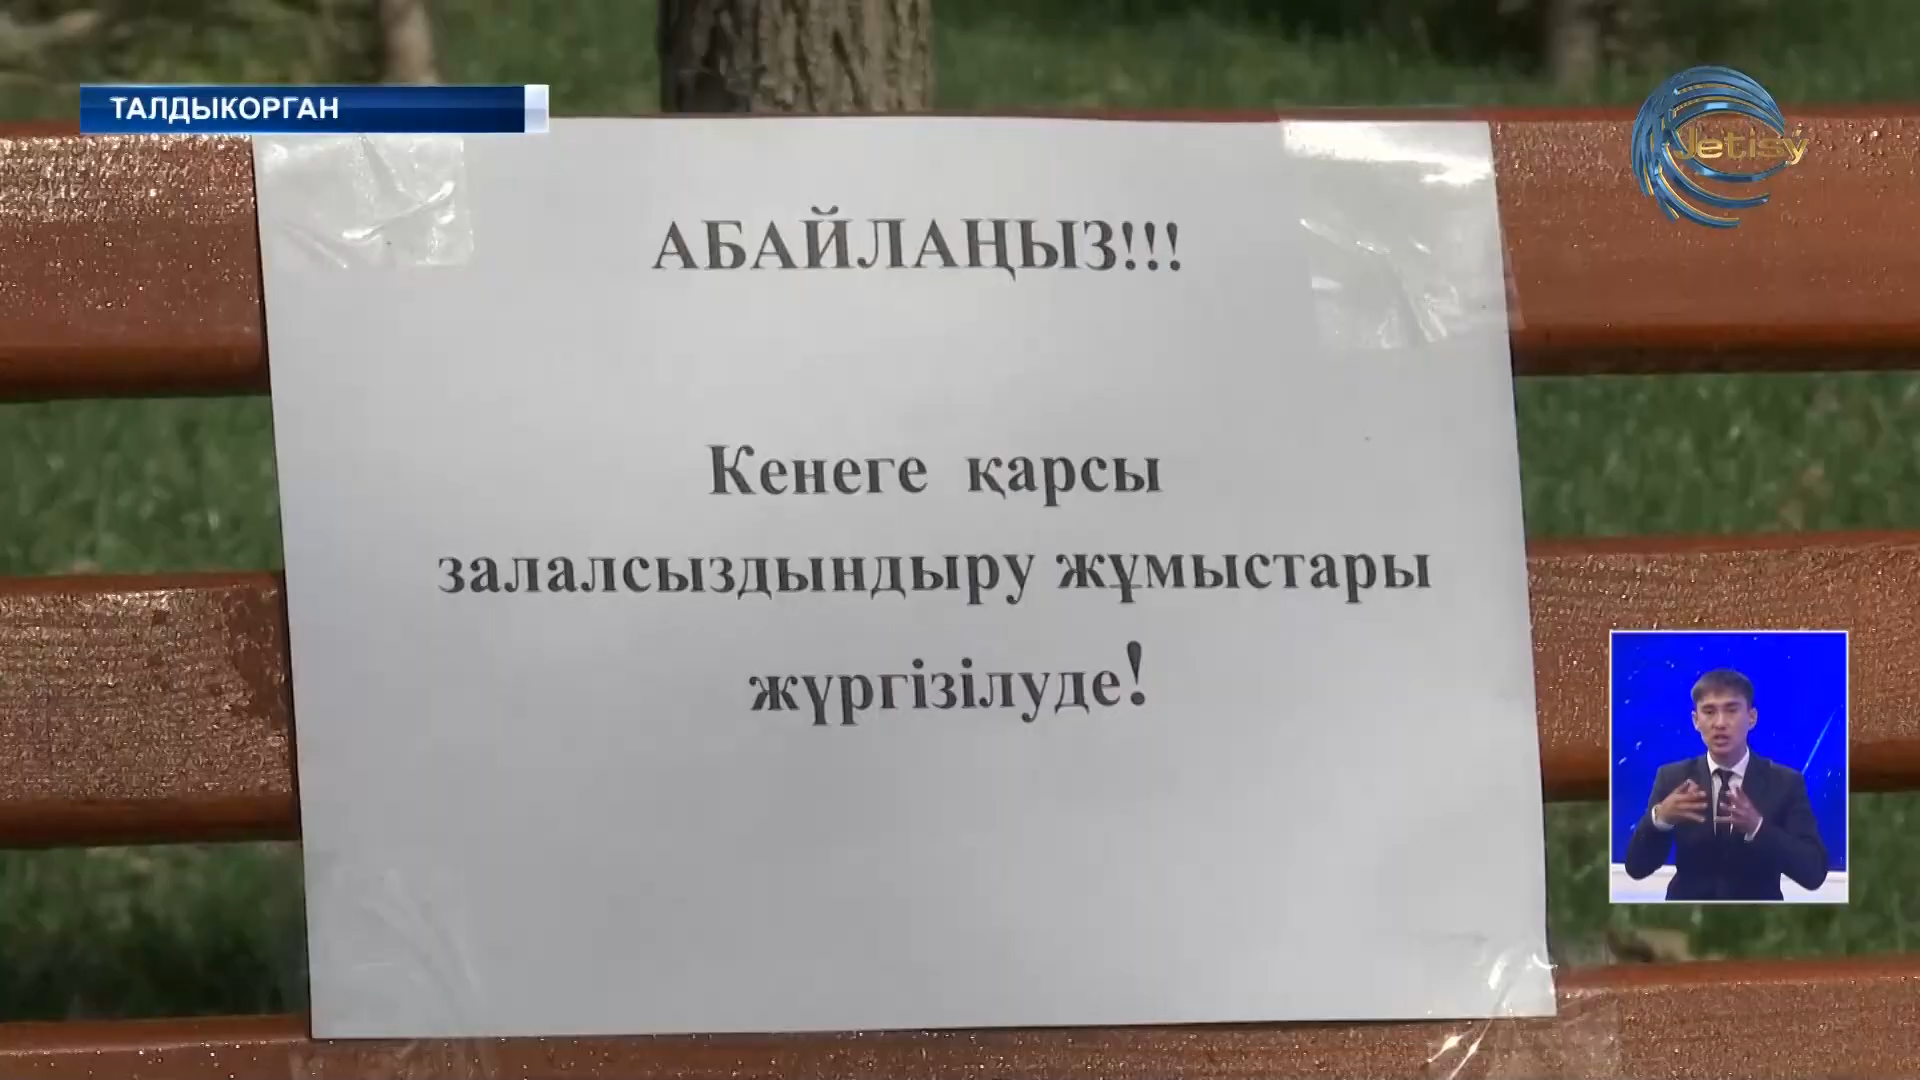 ТАЛДЫКОРГАН
Jetisý
АБАЙЛАҢЫЗ!!!
Кенеге қарсы
залалсыздындыру жұмыстары
жүргізілуде!